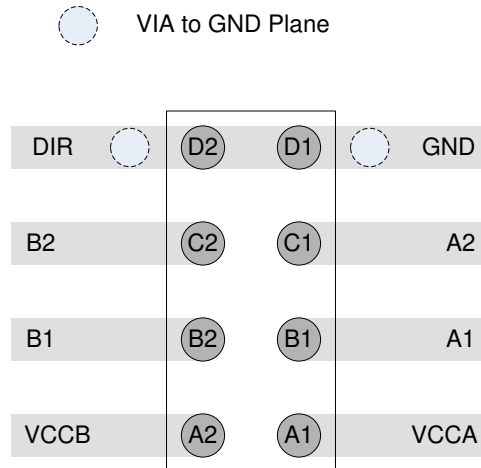 VIA to GND Plane
DIR D2 D1 GND
B2 C2 C1 A2
B1 B2 B1 A1
VCCB A2 A1 VCCA